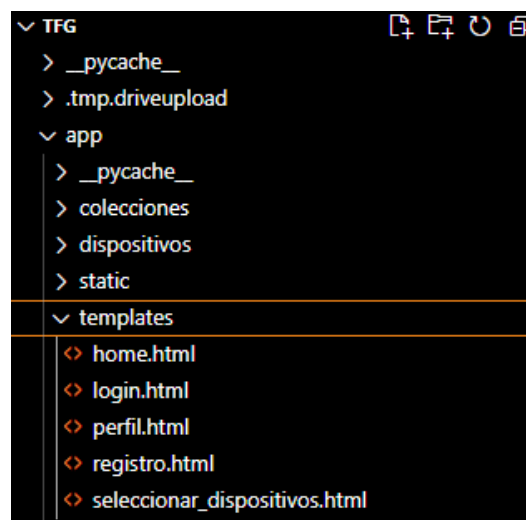 TFG
__pycache__
.tmp.driveupload
app
__pycache__
colecciones
dispositivos
static
templates
home.html
login.html
perfil.html
registro.html
seleccionar_dispositivos.html